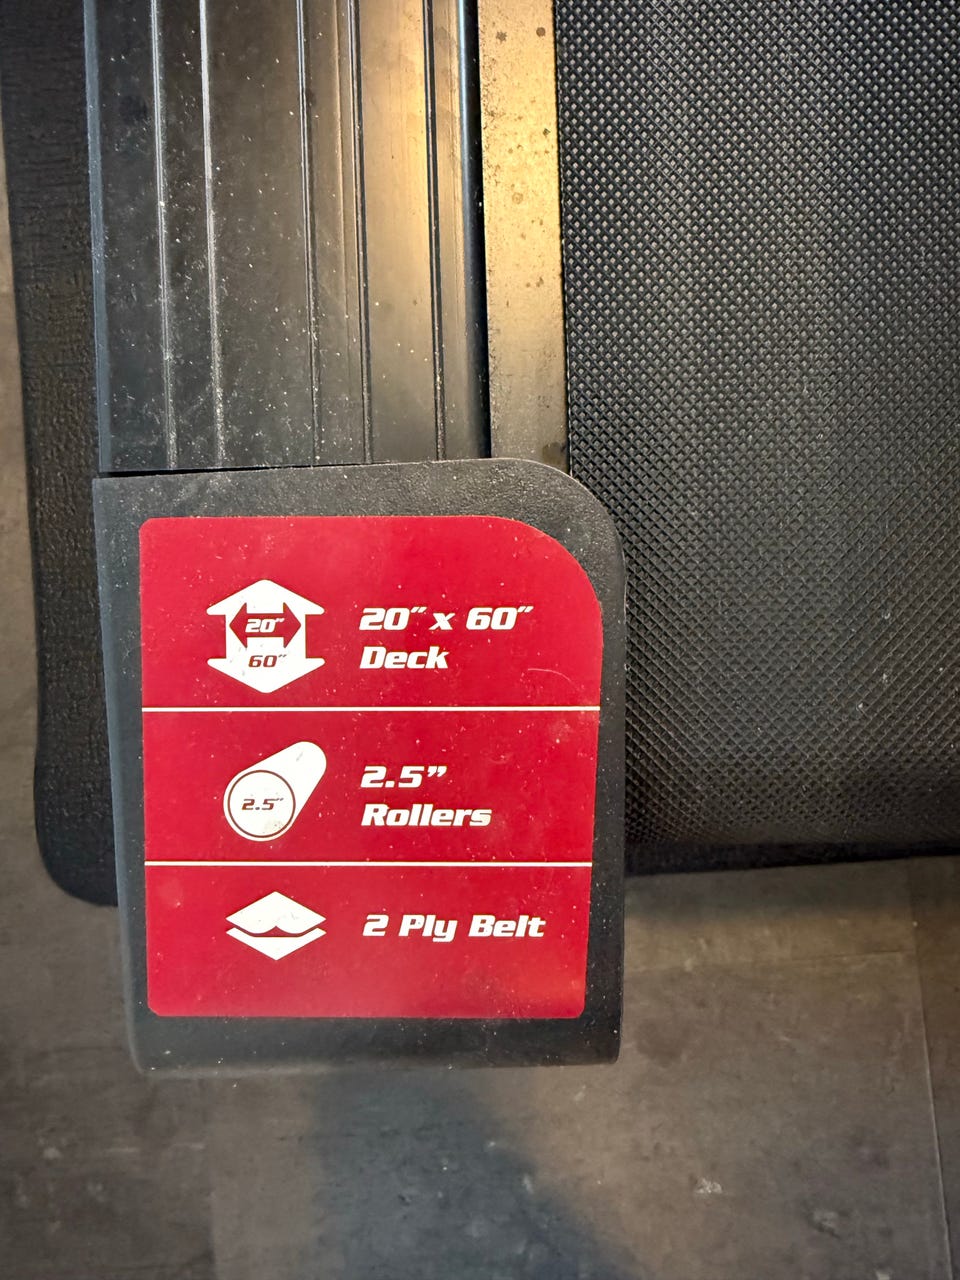 20"
60"
20" x 60"
Deck
2.5"
2.5"
Rollers
2 Ply Belt